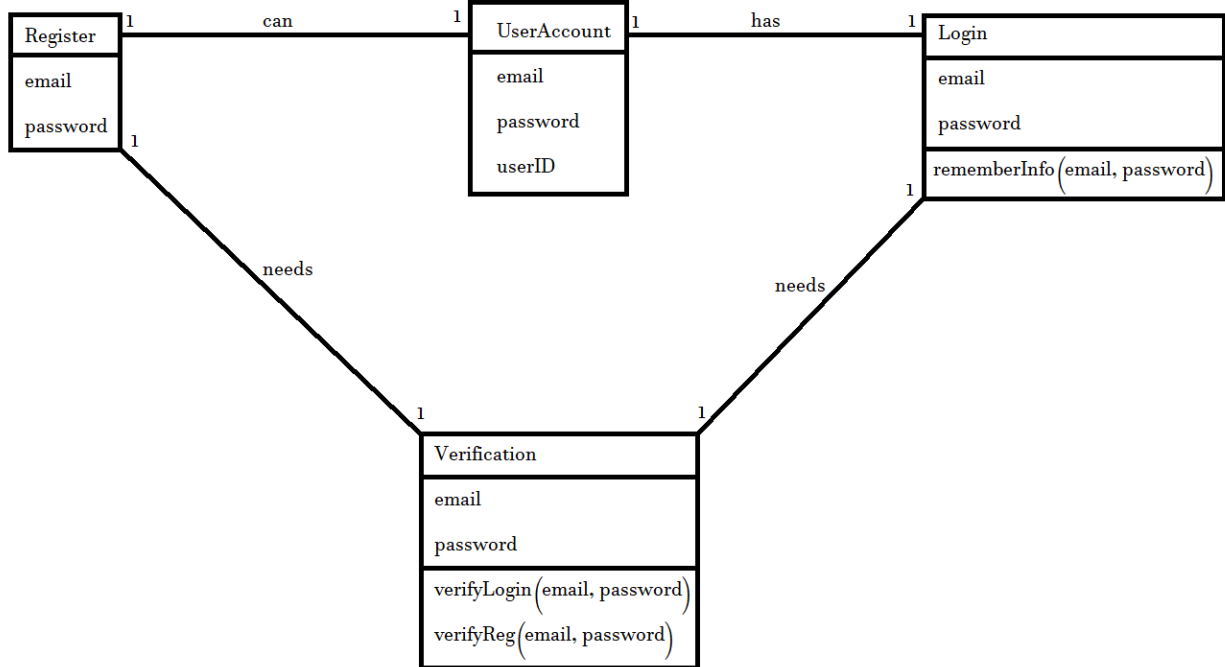 1 can 1
1 has 1
Register
email
password
1
UserAccount
email
password
userID
Login
email
password
rememberInfo(email, password)
1
needs
needs
1
1
Verification
email
password
verifyLogin(email, password)
verifyReg(email, password)